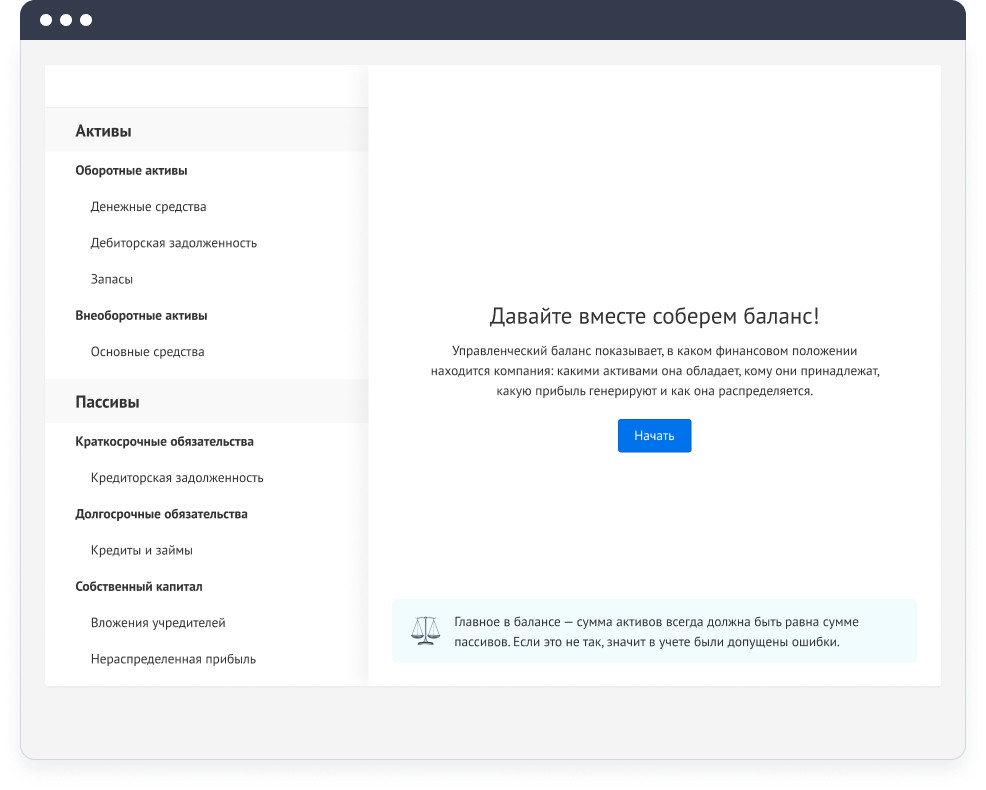 Активы
Оборотные активы
Денежные средства
Дебиторская задолженность
Запасы
Внеоборотные активы
Основные средства
Пассивы
Краткосрочные обязательства
Кредиторская задолженность
Долгосрочные обязательства
Кредиты и займы
Собственный капитал
Вложения учредителей
Нераспределенная прибыль
Давайте вместе соберем баланс!
Управленческий баланс показывает, в каком финансовом положении
находится компания: какими активами она обладает, кому они принадлежат,
какую прибыль генерируют и как она распределяется.
Начать
Главное в балансе — сумма активов всегда должна быть равна сумме
пассивов. Если это не так, значит в учете были допущены ошибки.